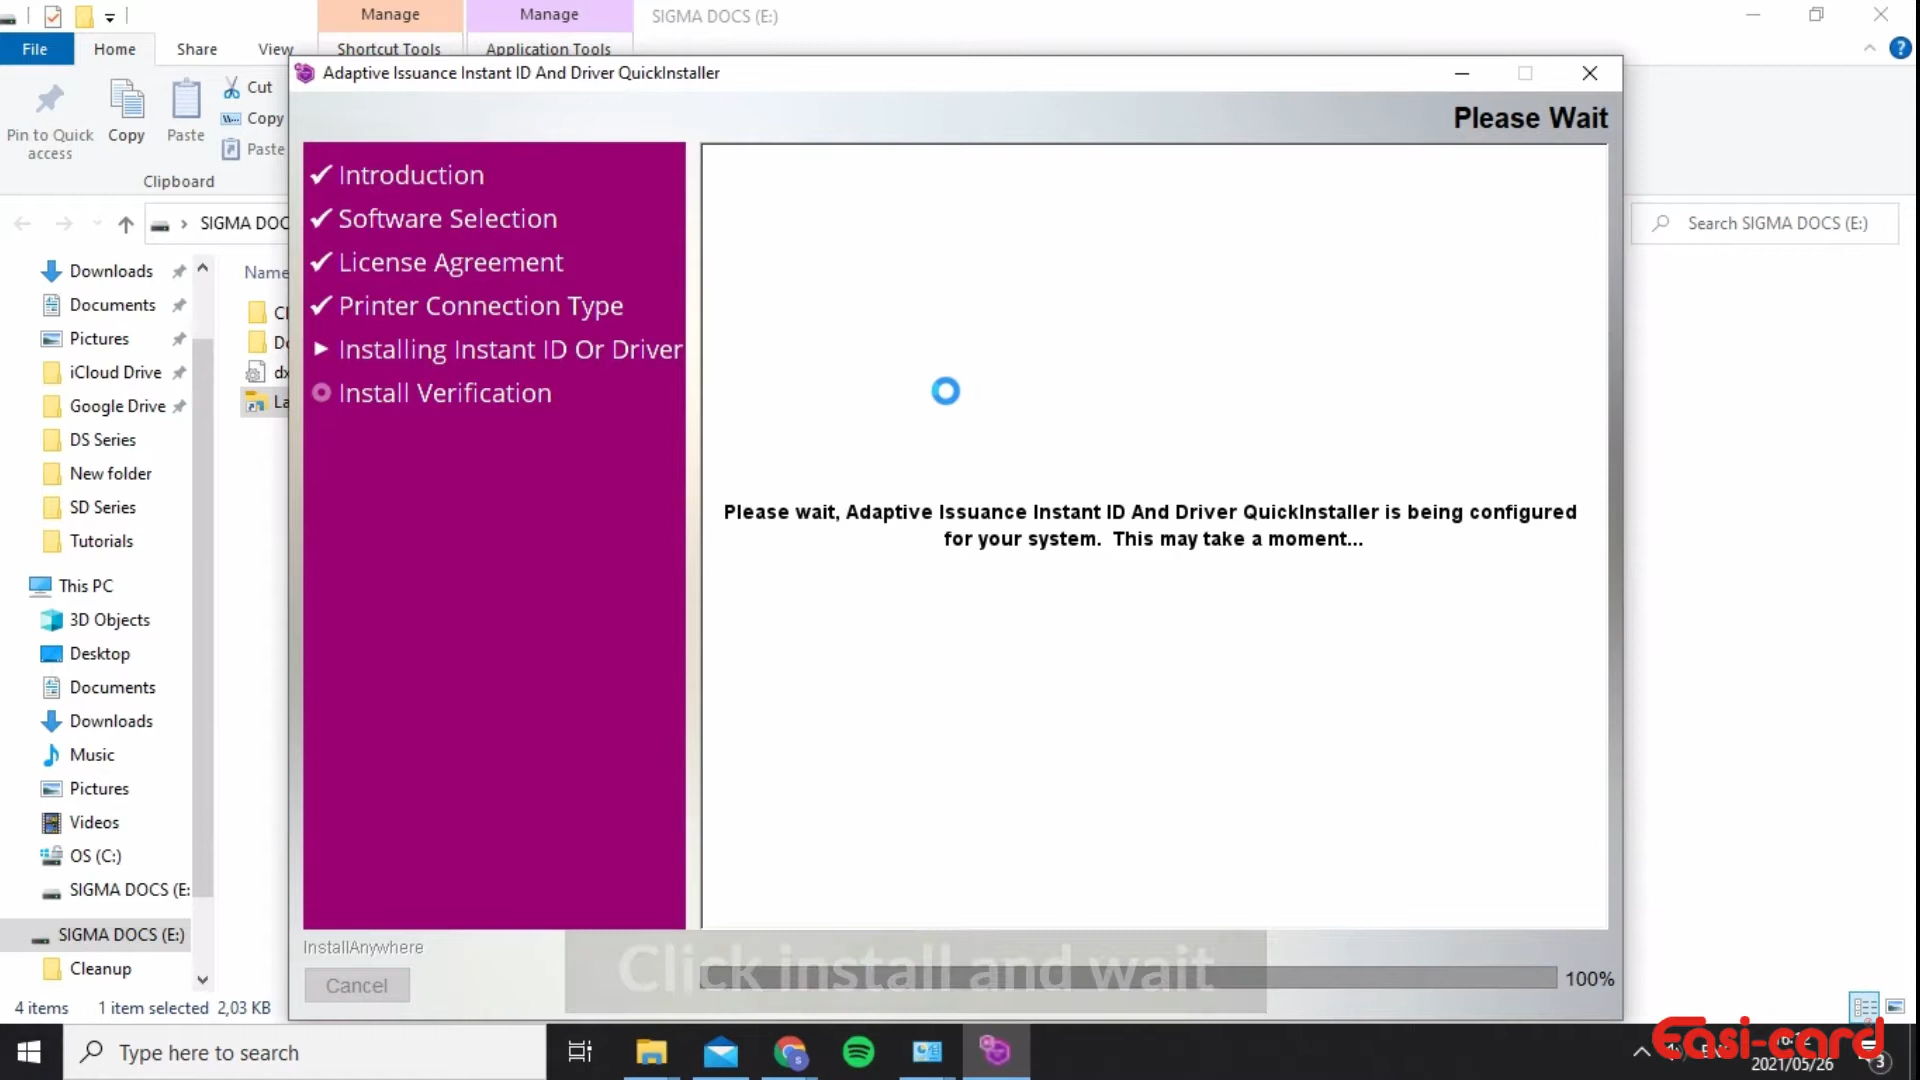 Manage
Manage
SIGMA DOCS (E:)
File
Home
Share
View
Shortcut Tools
Application Tools
Pin to Quick
access
Copy
Paste
Cut
Copy
Paste
Clipboard
Adaptive Issuance Instant ID And Driver QuickInstaller
Please Wait
SIGMA DOC
Search SIGMA DOCS (E:)
Name
Downloads
Documents
Pictures
iCloud Drive
Google Drive
DS Series
New folder
SD Series
Tutorials
This PC
3D Objects
Desktop
Documents
Downloads
Music
Pictures
Videos
OS (C:)
SIGMA DOCS (E:
SIGMA DOCS (E:)
Cleanup
Introduction
Software Selection
License Agreement
Printer Connection Type
Installing Instant ID Or Driver
Install Verification
Please wait, Adaptive Issuance Instant ID And Driver QuickInstaller is being configured
for your system. This may take a moment...
InstallAnywhere
Cancel
Click install and wait
100%
4 items
1 item selected 2,03 KB
Type here to search
Easi-card
2021/05/26
3